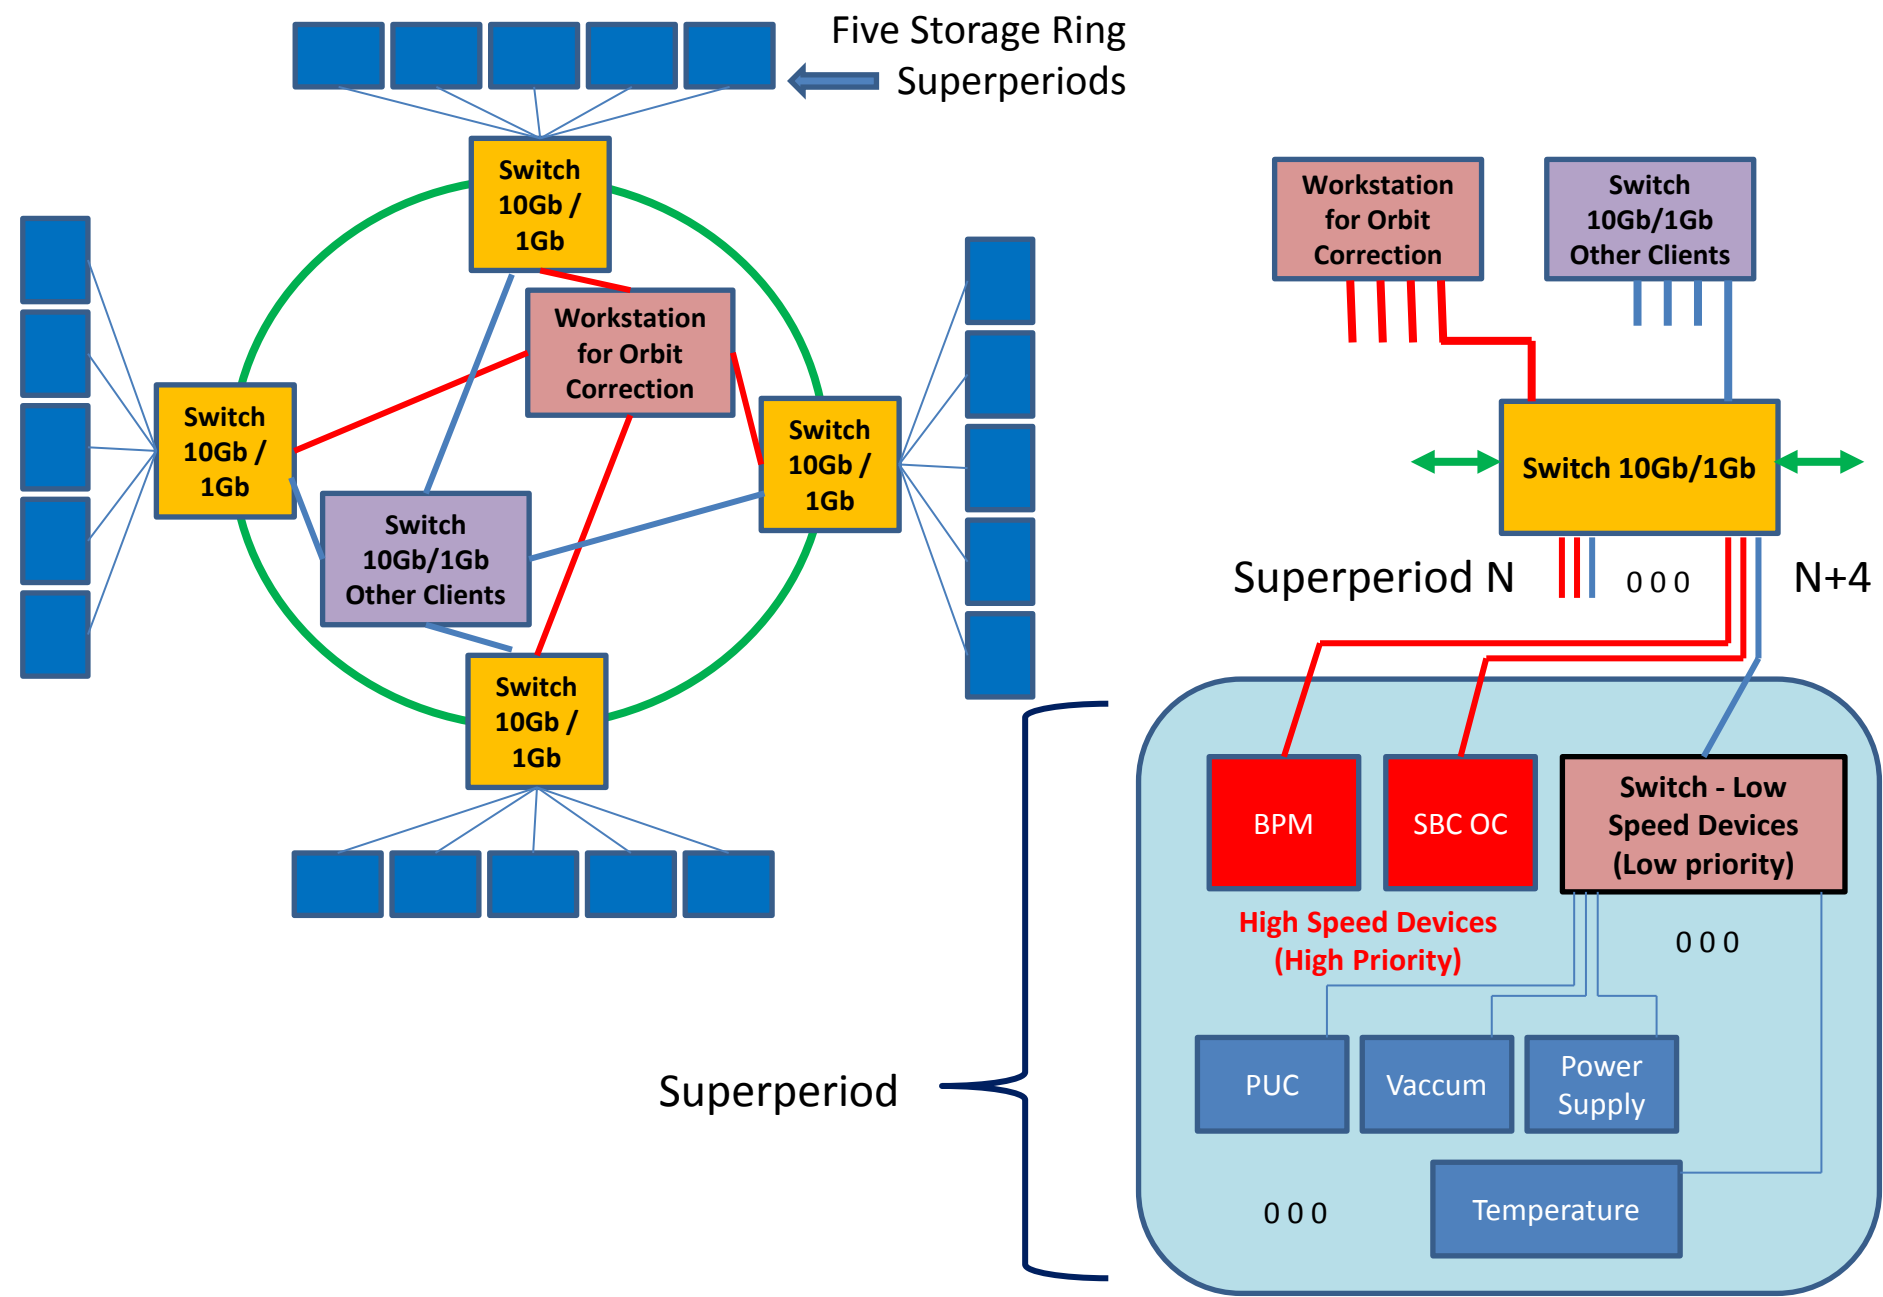 Five Storage Ring
Superperiods
Switch
10Gb /
1Gb
Workstation
for Orbit
Correction
Switch
10Gb /
1Gb
Switch
10Gb /
1Gb
Switch
10Gb/1Gb
Other Clients
Switch
10Gb /
1Gb
Workstation
for Orbit
Correction
Switch
10Gb/1Gb
Other Clients
Switch 10Gb/1Gb
Superperiod N
0 0 0
N+4
BPM
SBC OC
Switch - Low
Speed Devices
(Low priority)
High Speed Devices
(High Priority)
0 0 0
PUC
Vaccum
Power
Supply
Superperiod
0 0 0
Temperature